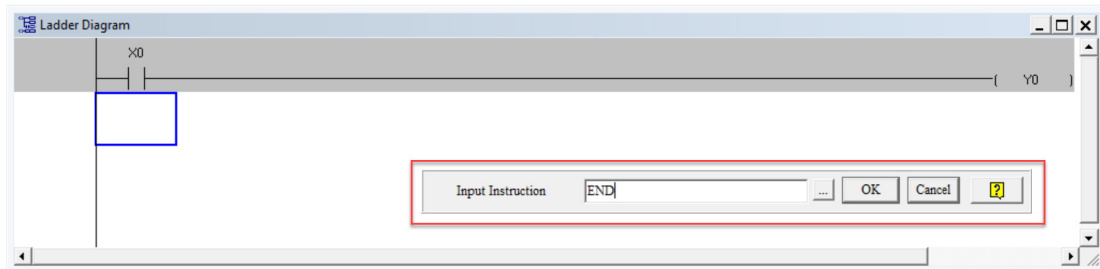 Ladder Diagram
X0
( Y0 )
Input Instruction END ... OK Cancel ?